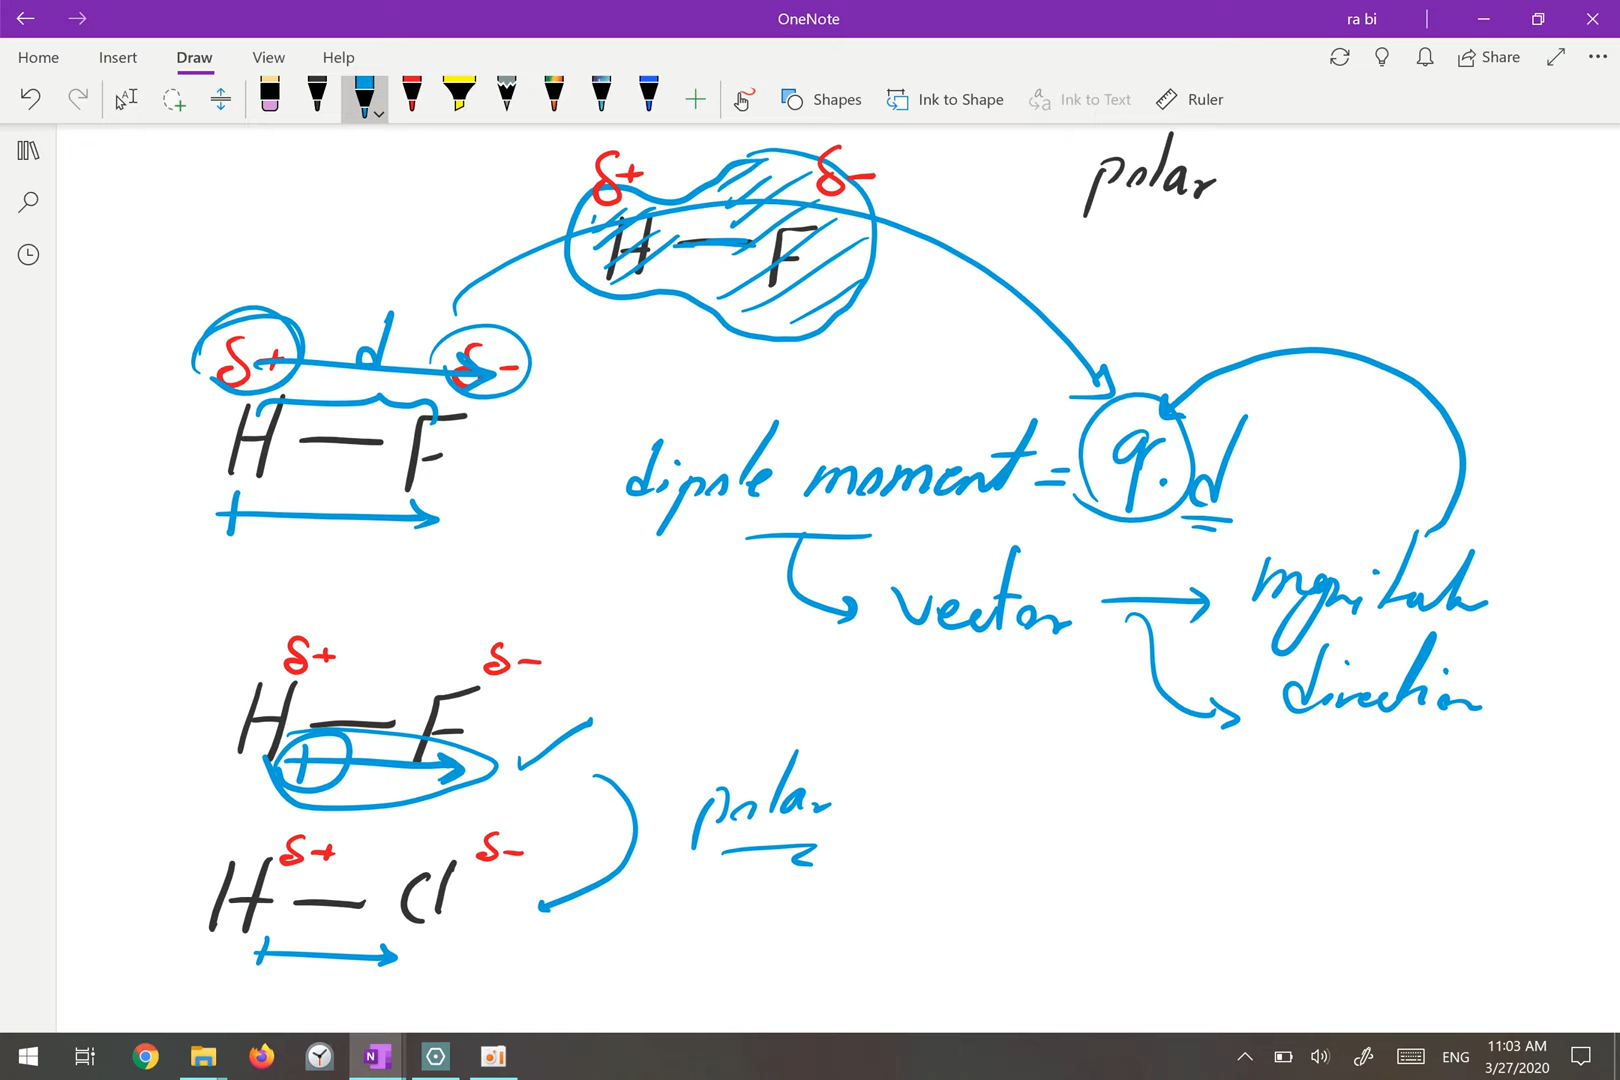 OneNote
ra bi
Home Insert Draw View Help
Share
Shapes Ink to Shape Ink to Text Ruler
polar
δ+ δ-
H — F
δ+ d δ-
H — F
dipole moment = q . d
vector
direction
δ+ δ-
H — F
polar
δ+ δ-
H — Cl
ENG
11:03 AM
3/27/2020